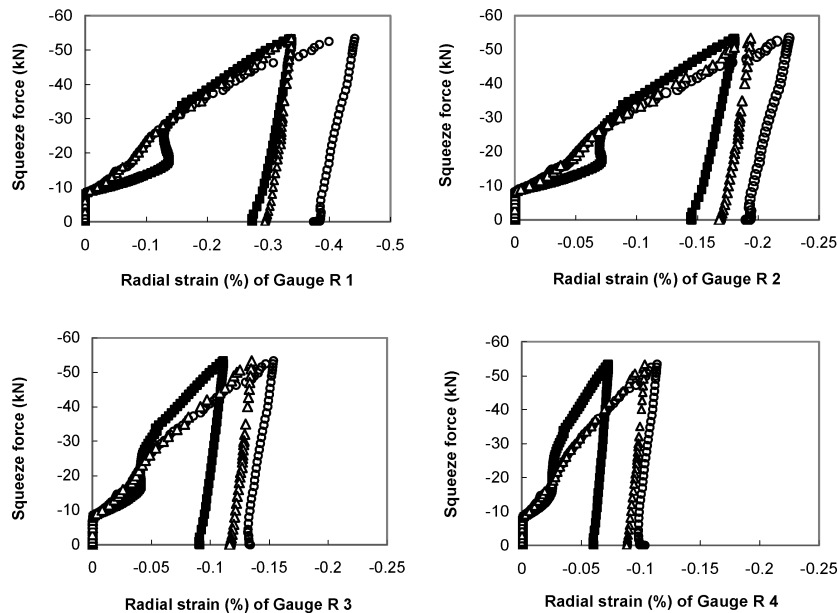 -60
-50
-40
-30
-20
-10
0
Squeeze force (kN)
0 -0.1 -0.2 -0.3 -0.4 -0.5
Radial strain (%) of Gauge R 1
-60
-50
-40
-30
-20
-10
0
Squeeze force (kN)
0 -0.05 -0.1 -0.15 -0.2 -0.25
Radial strain (%) of Gauge R 2
-60
-50
-40
-30
-20
-10
0
Squeeze force (kN)
0 -0.05 -0.1 -0.15 -0.2 -0.25
Radial strain (%) of Gauge R 3
-60
-50
-40
-30
-20
-10
0
Squeeze force (kN)
0 -0.05 -0.1 -0.15 -0.2 -0.25
Radial strain (%) of Gauge R 4